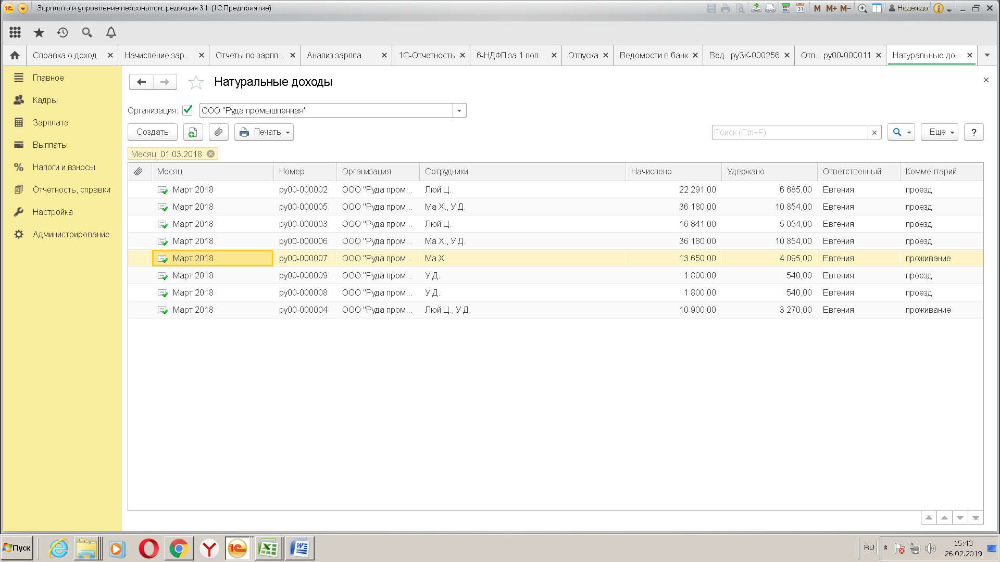 Зарплата и управление персоналом, редакция 3.1 (1С:Предприятие)
31 M M+ M- Надежда
Справка о доход... Начисление зар... Отчеты по зарпл... Анализ зарпла... 1С-Отчетность 6-НДФЛ за 1 пол... Отпуска Ведомости в банк Вед...руЗК-000256 Отп... ру00-000011 Натуральные до...
Главное
Кадры
Зарплата
Выплаты
Налоги и взносы
Отчетность, справки
Настройка
Администрирование
Натуральные доходы
Организация: ООО "Руда промышленная"
Создать Печать Поиск (Ctrl+F) Еще ?
Месяц: 01.03.2018
Месяц Номер Организация Сотрудники Начислено Удержано Ответственный Комментарий
Март 2018 ру00-000002 ООО "Руда пром... Люй Ц. 22 291,00 6 685,00 Евгения проезд
Март 2018 ру00-000005 ООО "Руда пром... Ма Х., У Д. 36 180,00 10 854,00 Евгения проезд
Март 2018 ру00-000003 ООО "Руда пром... Люй Ц. 16 841,00 5 054,00 Евгения проезд
Март 2018 ру00-000006 ООО "Руда пром... Ма Х., У Д. 36 180,00 10 854,00 Евгения проезд
Март 2018 ру00-000007 ООО "Руда пром... Ма Х. 13 650,00 4 095,00 Евгения проживание
Март 2018 ру00-000009 ООО "Руда пром... У Д. 1 800,00 540,00 Евгения проезд
Март 2018 ру00-000008 ООО "Руда пром... У Д. 1 800,00 540,00 Евгения проезд
Март 2018 ру00-000004 ООО "Руда пром... Люй Ц., У Д. 10 900,00 3 270,00 Евгения проживание
Пуск RU 15:43
26.02.2019